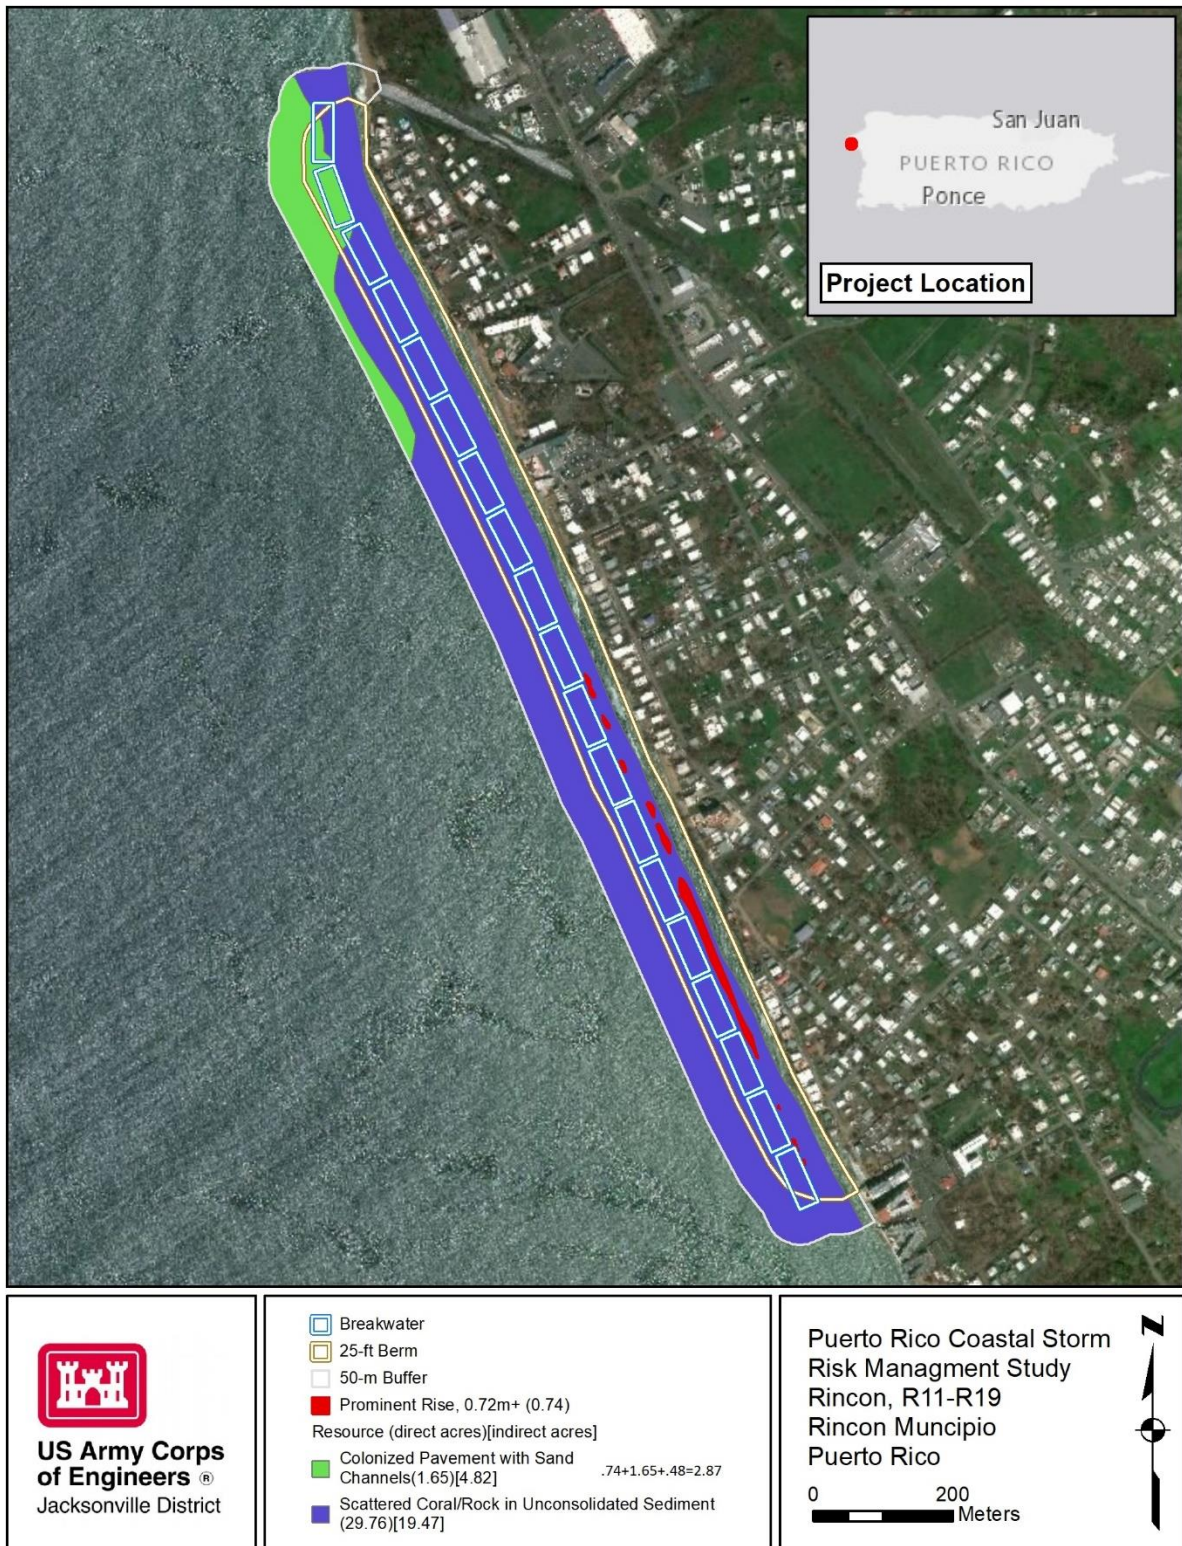 San Juan
PUERTO RICO
Ponce
Project Location
US Army Corps
of Engineers ®
Jacksonville District
Breakwater
25-ft Berm
50-m Buffer
Prominent Rise, 0.72m+ (0.74)
Resource (direct acres)[indirect acres]
Colonized Pavement with Sand
Channels(1.65)[4.82]
.74+1.65+.48=2.87
Scattered Coral/Rock in Unconsolidated Sediment
(29.76)[19.47]
Puerto Rico Coastal Storm
Risk Managment Study
Rincon, R11-R19
Rincon Muncipio
Puerto Rico
N
0 200
Meters